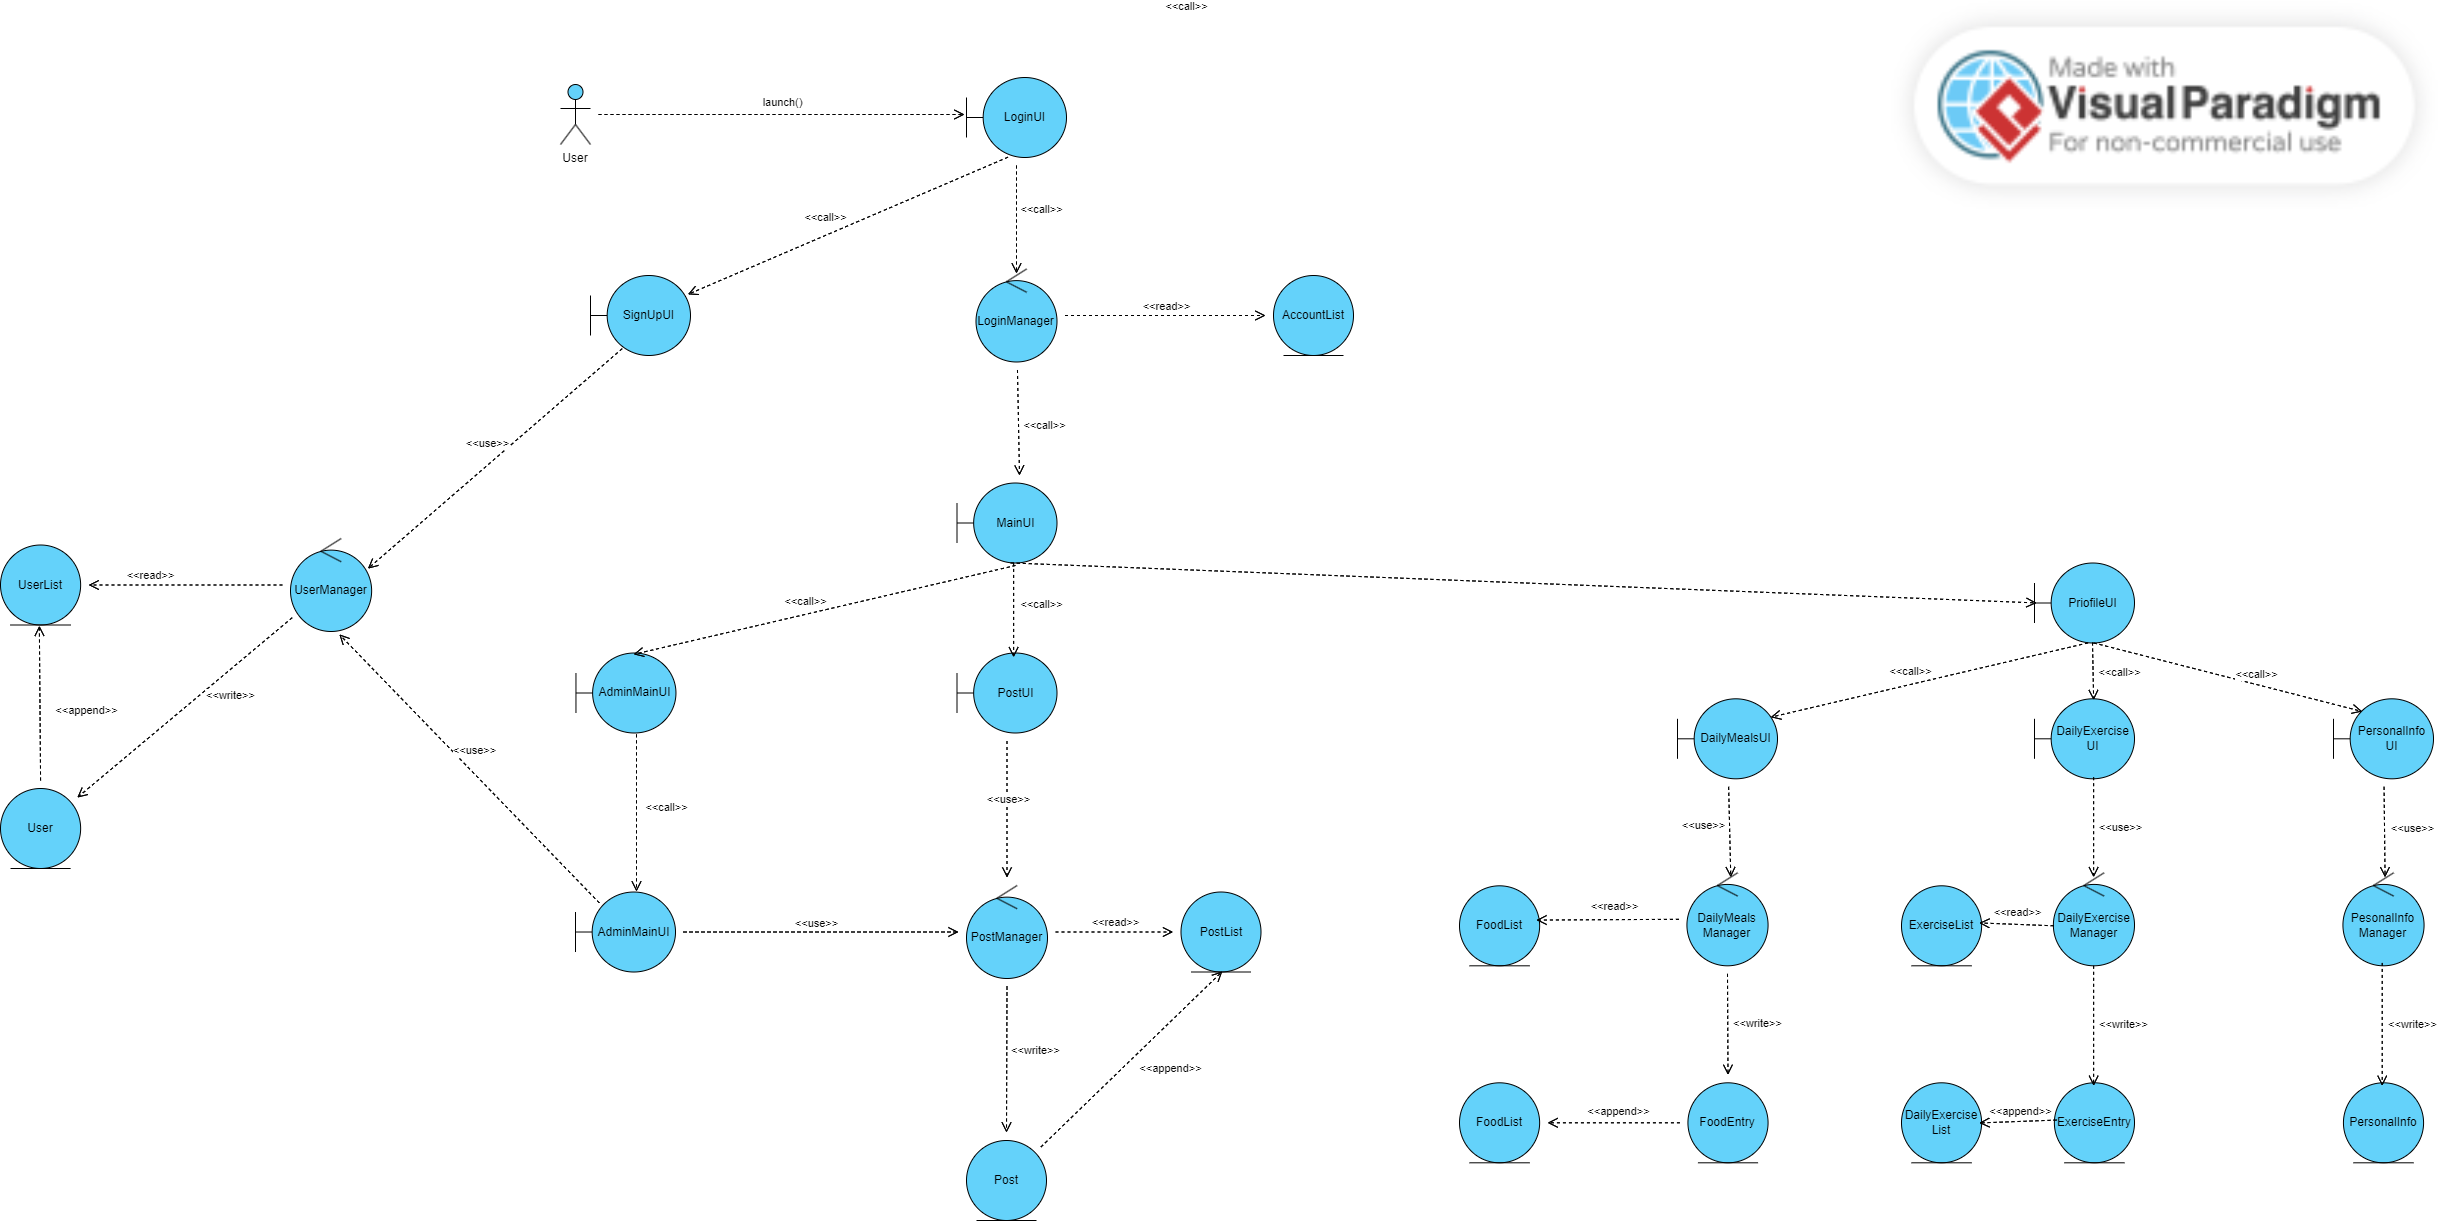 <<call>>
Made with
Visual Paradigm
For non-commercial use
launch()
User
LoginUI
<<call>>
<<call>>
SignUpUI
LoginManager
<<read>>
AccountList
<<call>>
<<use>>
MainUI
UserList
<<read>>
UserManager
<<call>>
<<call>>
PriofileUI
<<write>>
<<append>>
AdminMainUI
PostUI
<<call>>
<<call>>
<<call>>
DailyMealsUI
DailyExercise
UI
PersonalInfo
UI
<<use>>
<<call>>
<<use>>
<<use>>
<<use>>
<<use>>
User
AdminMainUI
<<use>>
PostManager
<<read>>
PostList
FoodList
<<read>>
DailyMeals
Manager
ExerciseList
<<read>>
DailyExercise
Manager
PesonalInfo
Manager
<<write>>
<<append>>
<<write>>
<<write>>
<<write>>
Post
FoodList
<<append>>
FoodEntry
DailyExercise
List
<<append>>
ExerciseEntry
PersonalInfo